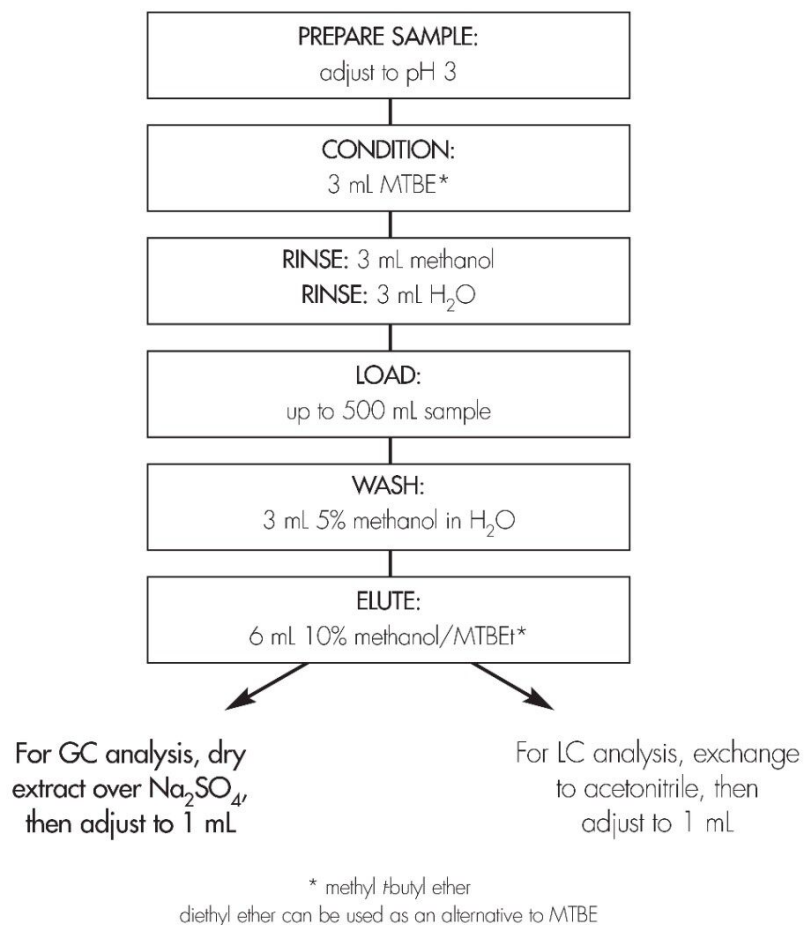 PREPARE SAMPLE:
adjust to pH 3
CONDITION:
3 mL MTBE*
RINSE: 3 mL methanol
RINSE: 3 mL H₂O
LOAD:
up to 500 mL sample
WASH:
3 mL 5% methanol in H₂O
ELUTE:
6 mL 10% methanol/MTBEt*
For GC analysis, dry
extract over Na₂SO₄,
then adjust to 1 mL
For LC analysis, exchange
to acetonitrile, then
adjust to 1 mL
* methyl t-butyl ether
diethyl ether can be used as an alternative to MTBE